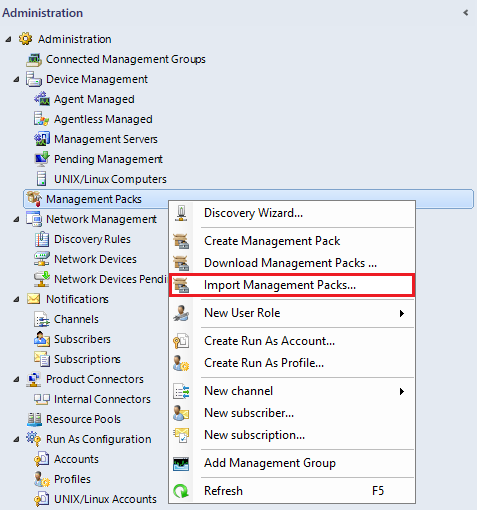 Administration
Administration
Connected Management Groups
Device Management
Agent Managed
Agentless Managed
Management Servers
Pending Management
UNIX/Linux Computers
Management Packs
Network Management
Discovery Rules
Network Devices
Network Devices Pendi
Notifications
Channels
Subscribers
Subscriptions
Product Connectors
Internal Connectors
Resource Pools
Run As Configuration
Accounts
Profiles
UNIX/Linux Accounts
Discovery Wizard...
Create Management Pack
Download Management Packs ...
Import Management Packs...
New User Role
Create Run As Account...
Create Run As Profile...
New channel
New subscriber...
New subscription...
Add Management Group
Refresh F5